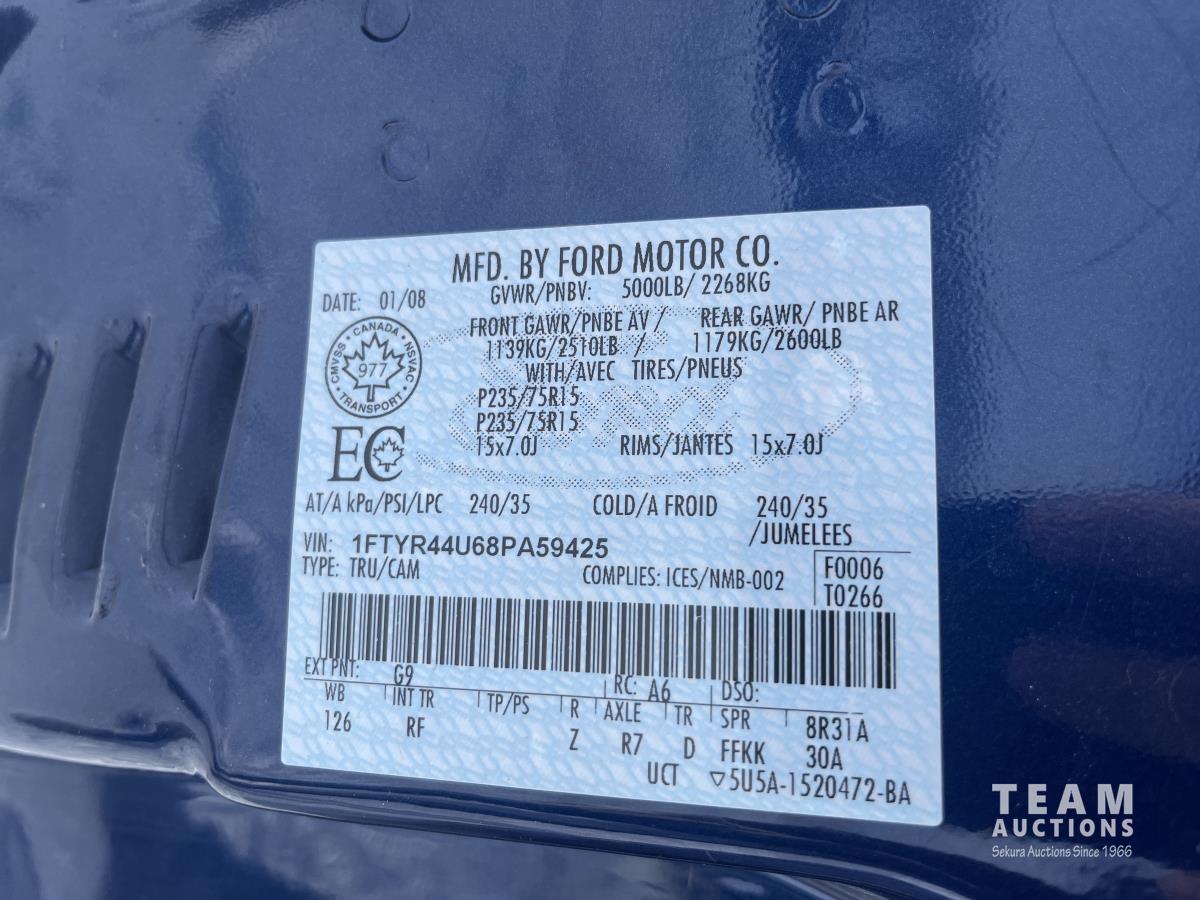 MFD. BY FORD MOTOR CO.
DATE: 01/08
GVWR/PNBV: 5000LB/ 2268KG
FRONT GAWR/PNBE AV / REAR GAWR/ PNBE AR
1139KG/2510LB / 1179KG/2600LB
WITH/AVEC TIRES/PNEUS
P235/75R15
P235/75R15
15x7.0J RIMS/JANTES 15x7.0J
CANADA
CMVSS · NSVAC
977
TRANSPORT
EC
AT/A kPa/PSI/LPC 240/35 COLD/A FROID 240/35
/JUMELEES
VIN: 1FTYR44U68PA59425
TYPE: TRU/CAM COMPLIES: ICES/NMB-002
F0006
T0266
EXT PNT: G9 RC: A6 DSO:
WB INT TR TP/PS R AXLE TR SPR 8R31A
126 RF Z R7 D FFKK 30A
UCT ▽5U5A-1520472-BA
TEAM
AUCTIONS
Sekura Auctions Since 1966